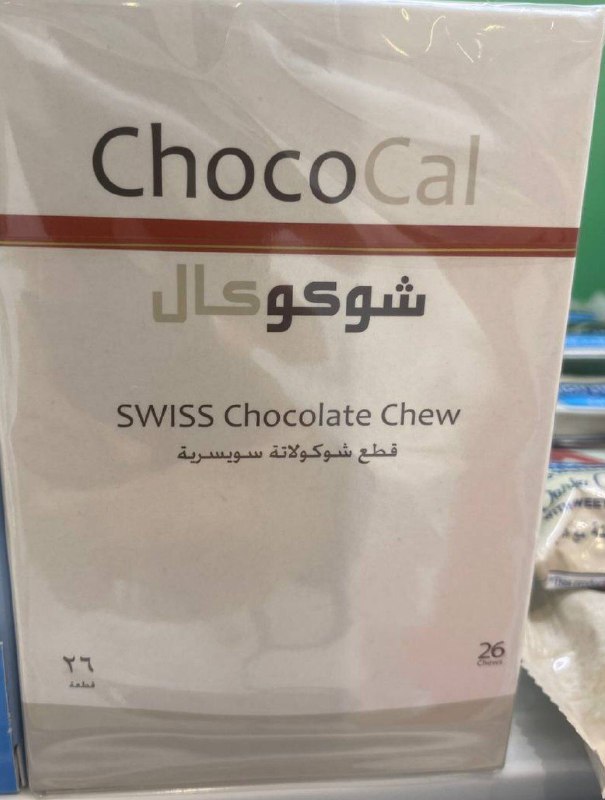 ChocoCal
شوكوكال
SWISS Chocolate Chew
قطع شوكولاتة سويسرية
٢٦
قطعة
26
Chews